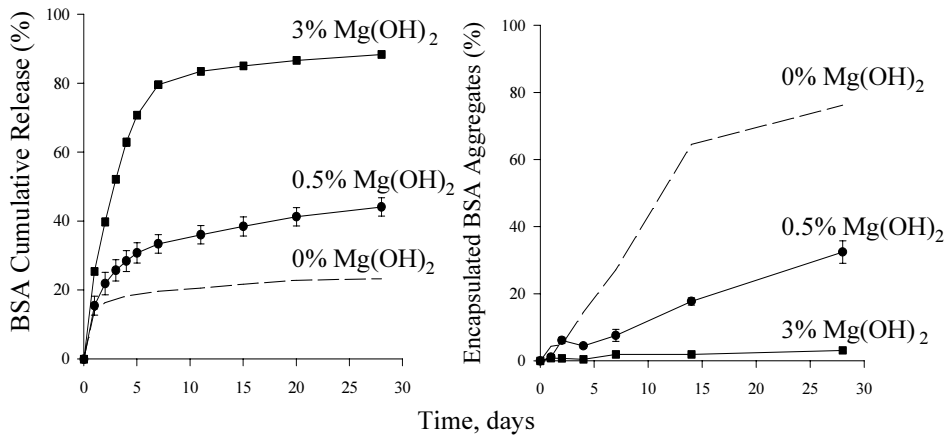 BSA Cumulative Release (%)
100
80
60
40
20
0
3% Mg(OH)2
0.5% Mg(OH)2
0% Mg(OH)2
0 5 10 15 20 25 30
Encapsulated BSA Aggregates (%)
100
80
60
40
20
0
0% Mg(OH)2
0.5% Mg(OH)2
3% Mg(OH)2
0 5 10 15 20 25 30
Time, days